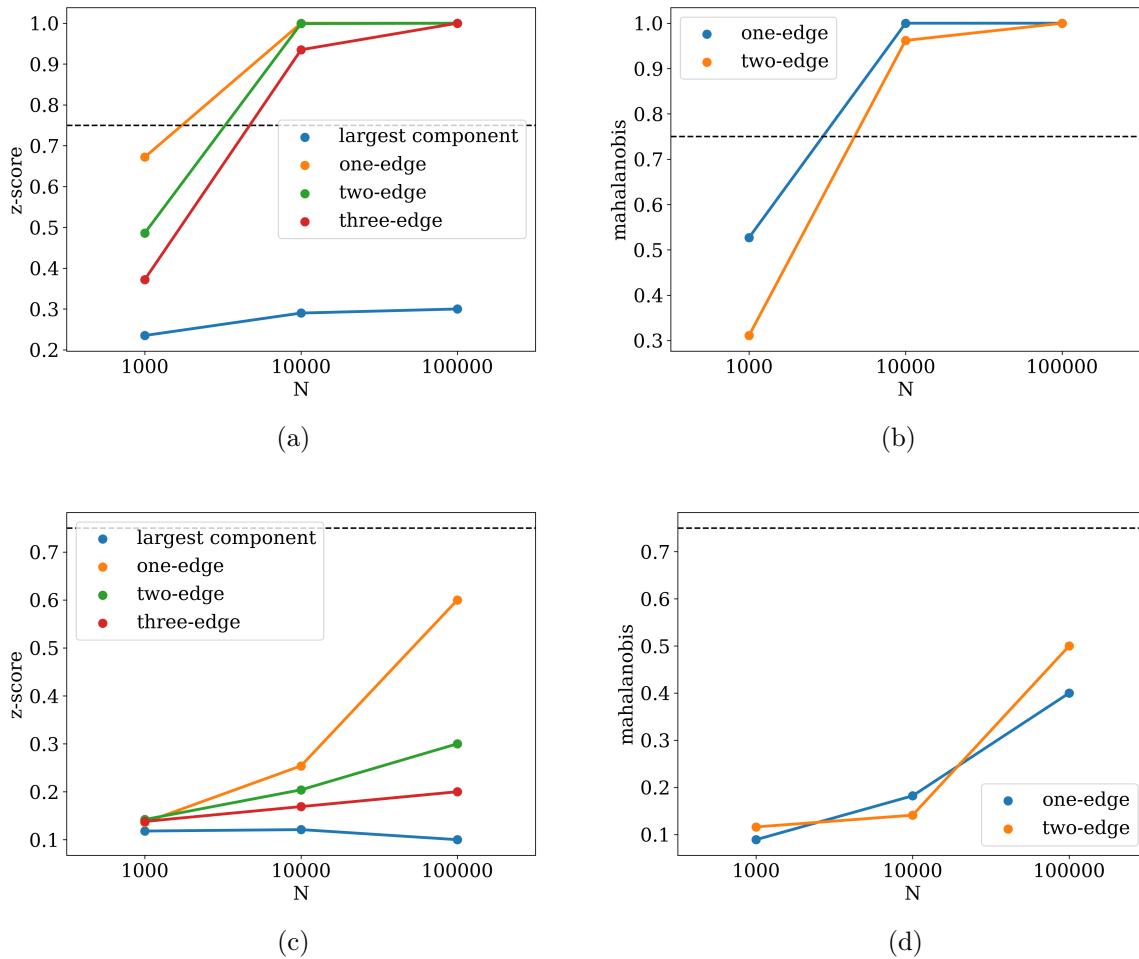 1.0
0.9
0.8
0.7
0.6
0.5
0.4
0.3
0.2
z-score
largest component
one-edge
two-edge
three-edge
1000
10000
100000
N
(a)
1.0
0.9
0.8
0.7
0.6
0.5
0.4
0.3
mahalanobis
one-edge
two-edge
1000
10000
100000
N
(b)
0.7
0.6
0.5
0.4
0.3
0.2
0.1
z-score
largest component
one-edge
two-edge
three-edge
1000
10000
100000
N
(c)
0.7
0.6
0.5
0.4
0.3
0.2
0.1
mahalanobis
one-edge
two-edge
1000
10000
100000
N
(d)